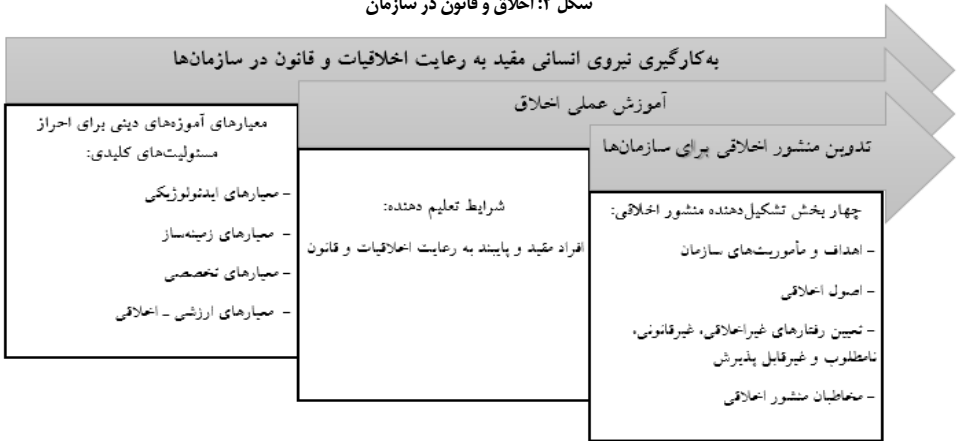 شکل ۲: اخلاق و قانون در سازمان
به‌کارگیری نیروی انسانی مقید به رعایت اخلاقیات و قانون در سازمان‌ها
آموزش عملی اخلاق
تدوین منشور اخلاقی برای سازمان‌ها
معیارهای آموزه‌های دینی برای احراز
مسئولیت‌های کلیدی:
- معیارهای ایدئولوژیکی
- معیارهای زمینه‌ساز
- معیارهای تخصصی
- معیارهای ارزشی ـ اخلاقی
شرایط تعلیم دهنده:
افراد مقید و پایبند به رعایت اخلاقیات و قانون
چهار بخش تشکیل‌دهنده منشور اخلاقی:
- اهداف و مأموریت‌های سازمان
- اصول اخلاقی
- تعیین رفتارهای غیراخلاقی، غیرقانونی،
نامطلوب و غیرقابل پذیرش
- مخاطبان منشور اخلاقی